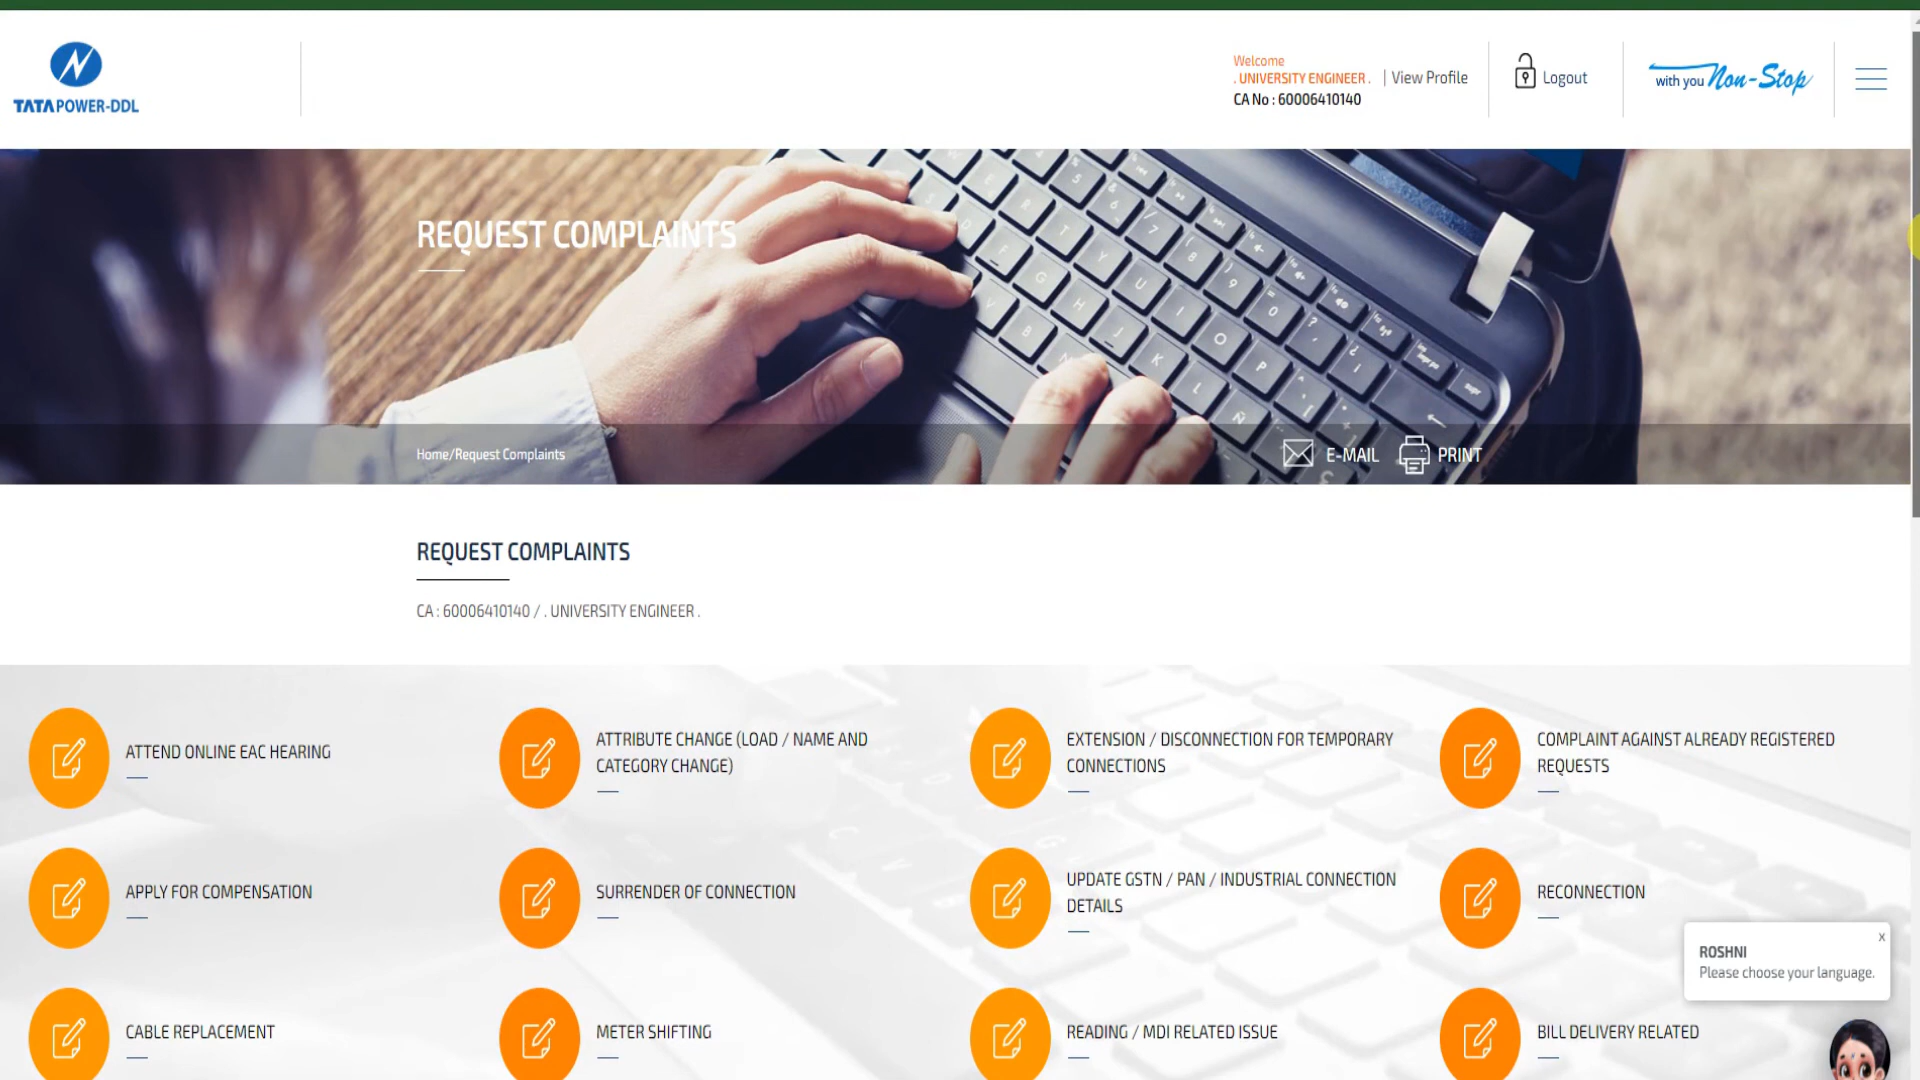 TATA POWER-DDL
Welcome
. UNIVERSITY ENGINEER .
| View Profile
CA No : 60006410140
Logout
with you Non-Stop
REQUEST COMPLAINTS
Home/Request Complaints
E-MAIL
PRINT
REQUEST COMPLAINTS
CA : 60006410140 / . UNIVERSITY ENGINEER .
ATTEND ONLINE EAC HEARING
ATTRIBUTE CHANGE (LOAD / NAME AND
CATEGORY CHANGE)
EXTENSION / DISCONNECTION FOR TEMPORARY
CONNECTIONS
COMPLAINT AGAINST ALREADY REGISTERED
REQUESTS
APPLY FOR COMPENSATION
SURRENDER OF CONNECTION
UPDATE GSTN / PAN / INDUSTRIAL CONNECTION
DETAILS
RECONNECTION
ROSHNI
x
Please choose your language.
CABLE REPLACEMENT
METER SHIFTING
READING / MDI RELATED ISSUE
BILL DELIVERY RELATED